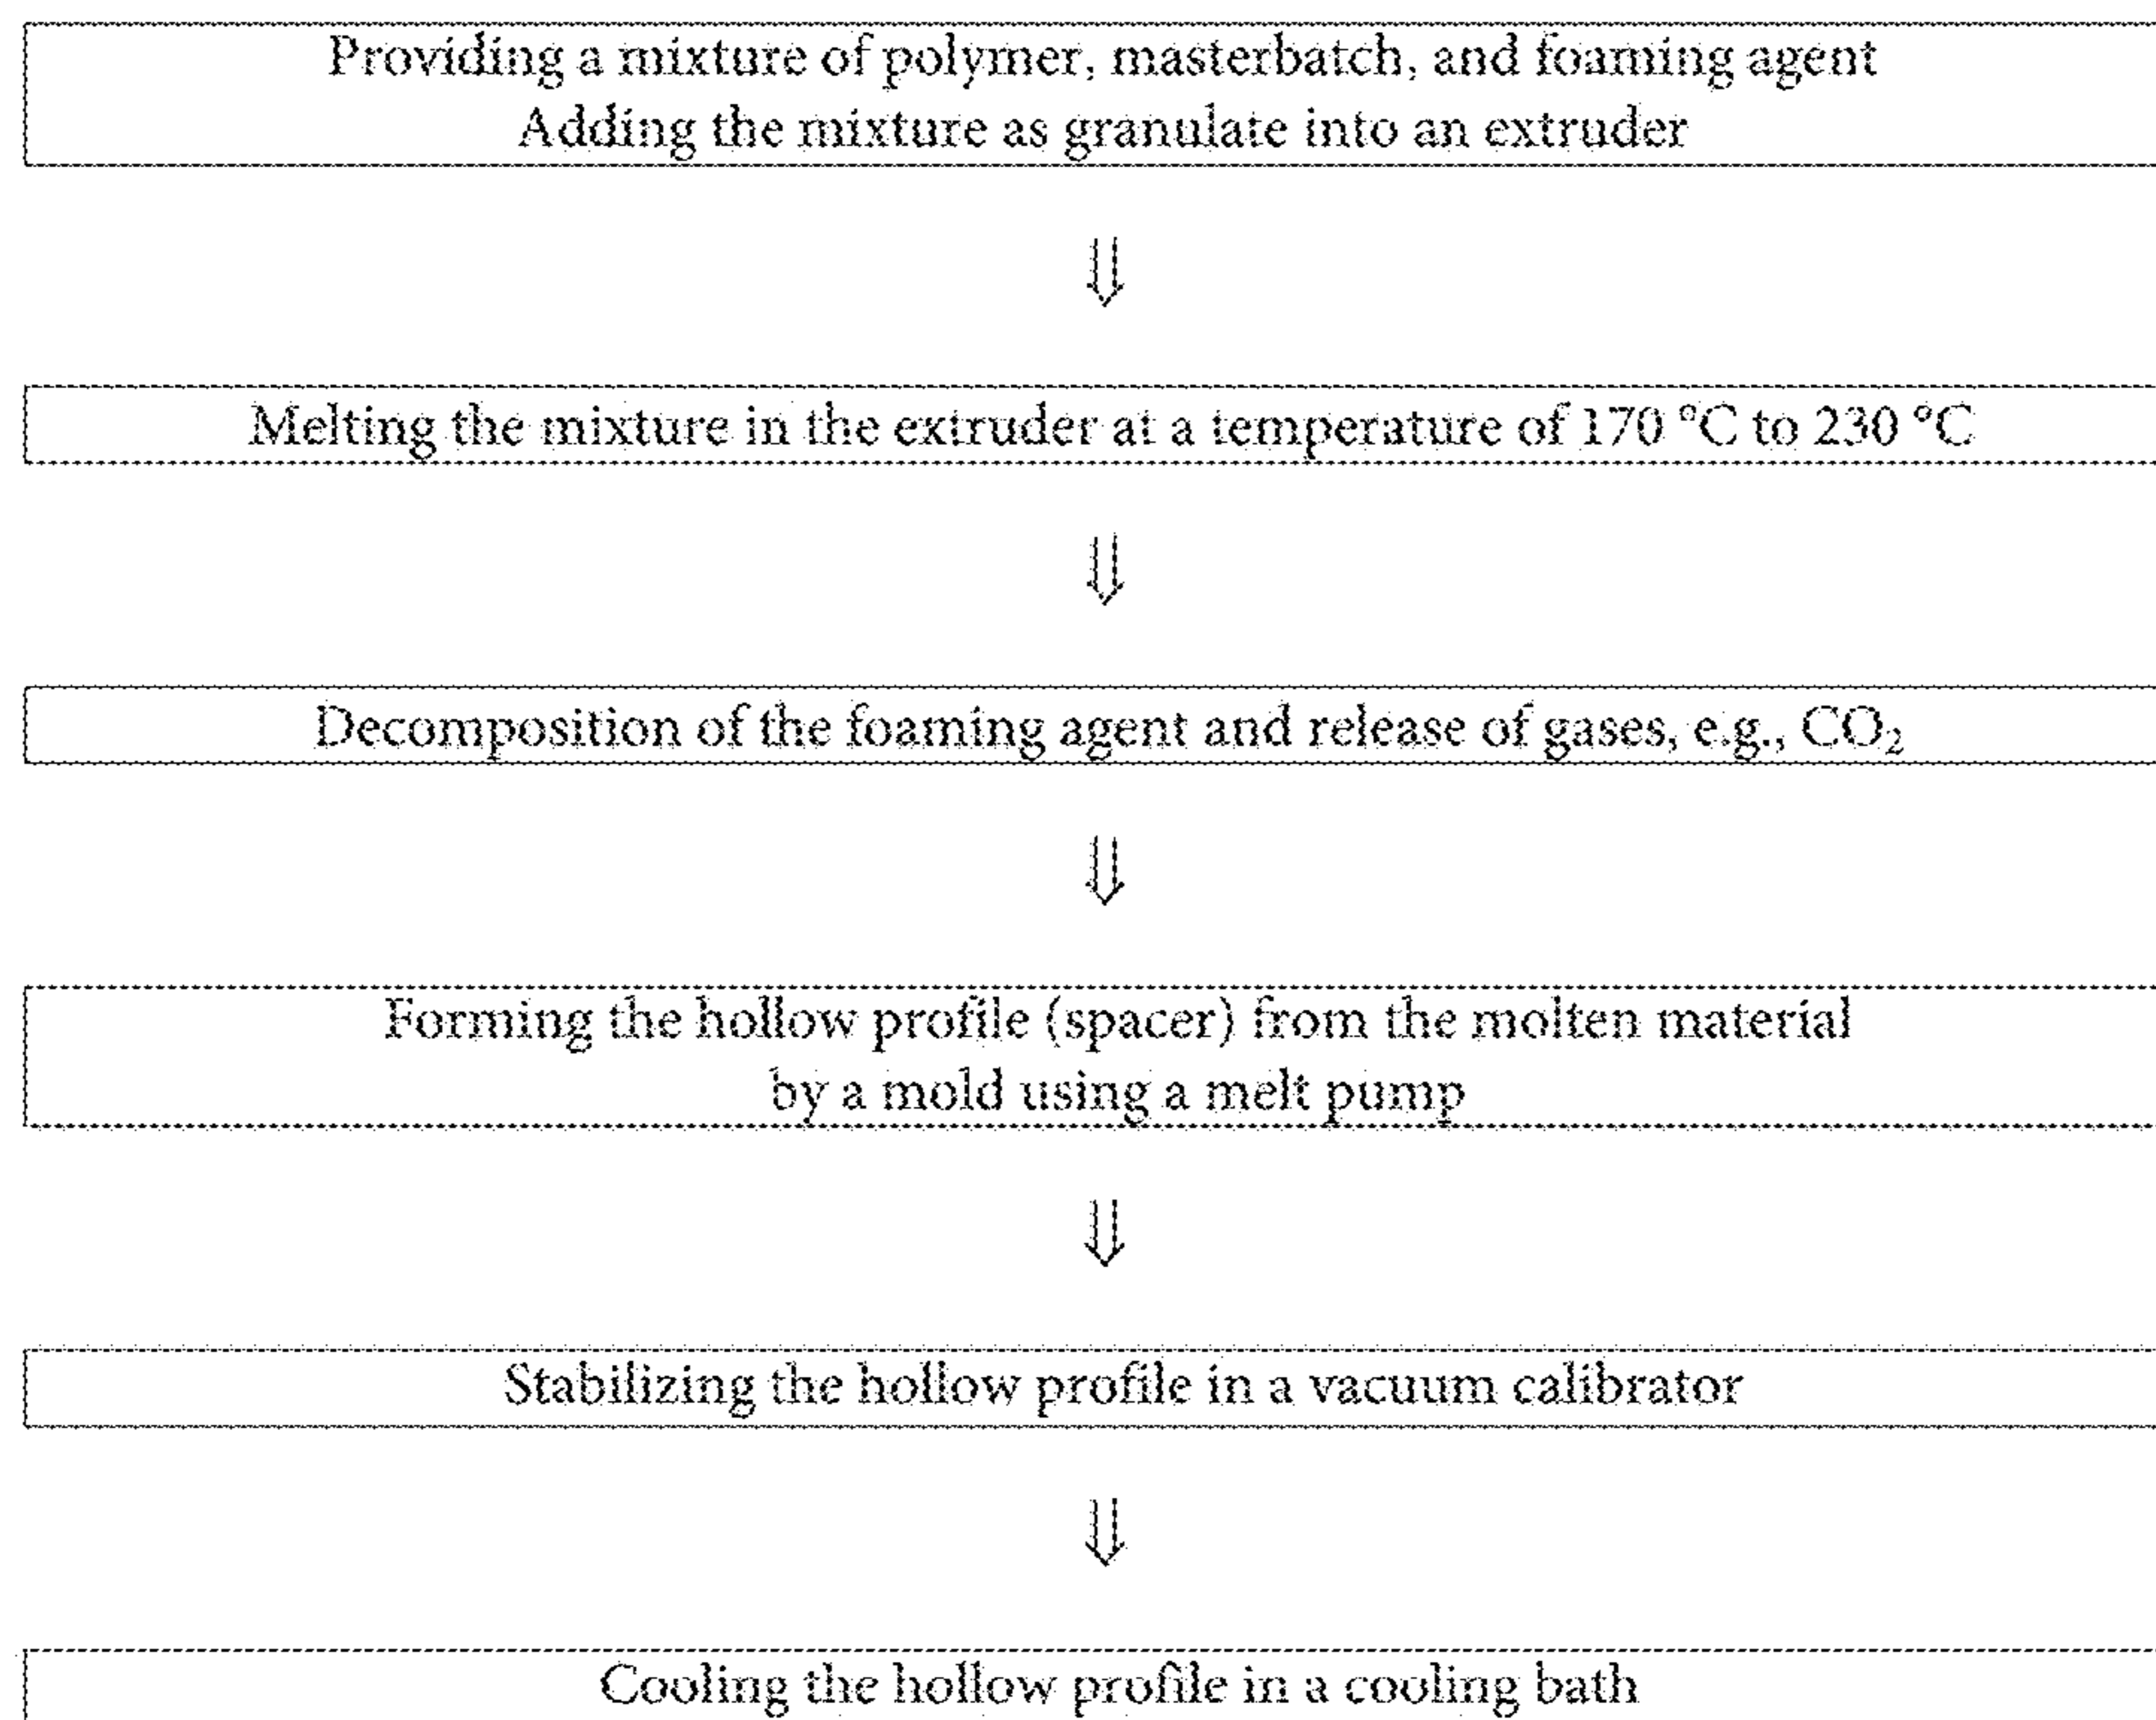 Providing a mixture of polymer, masterbatch, and foaming agent
Adding the mixture as granulate into an extruder
⇓
Melting the mixture in the extruder at a temperature of 170 °C to 230 °C
⇓
Decomposition of the foaming agent and release of gases, e.g., CO₂
⇓
Forming the hollow profile (spacer) from the molten material
by a mold using a melt pump
⇓
Stabilizing the hollow profile in a vacuum calibrator
⇓
Cooling the hollow profile in a cooling bath